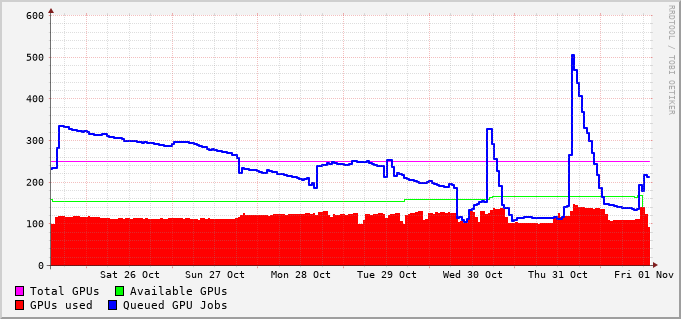 600
500
400
300
200
100
0
Sat 26 Oct Sun 27 Oct Mon 28 Oct Tue 29 Oct Wed 30 Oct Thu 31 Oct Fri 01 Nov
Total GPUs Available GPUs
GPUs used Queued GPU Jobs
RRDTOOL / TOBI OETIKER